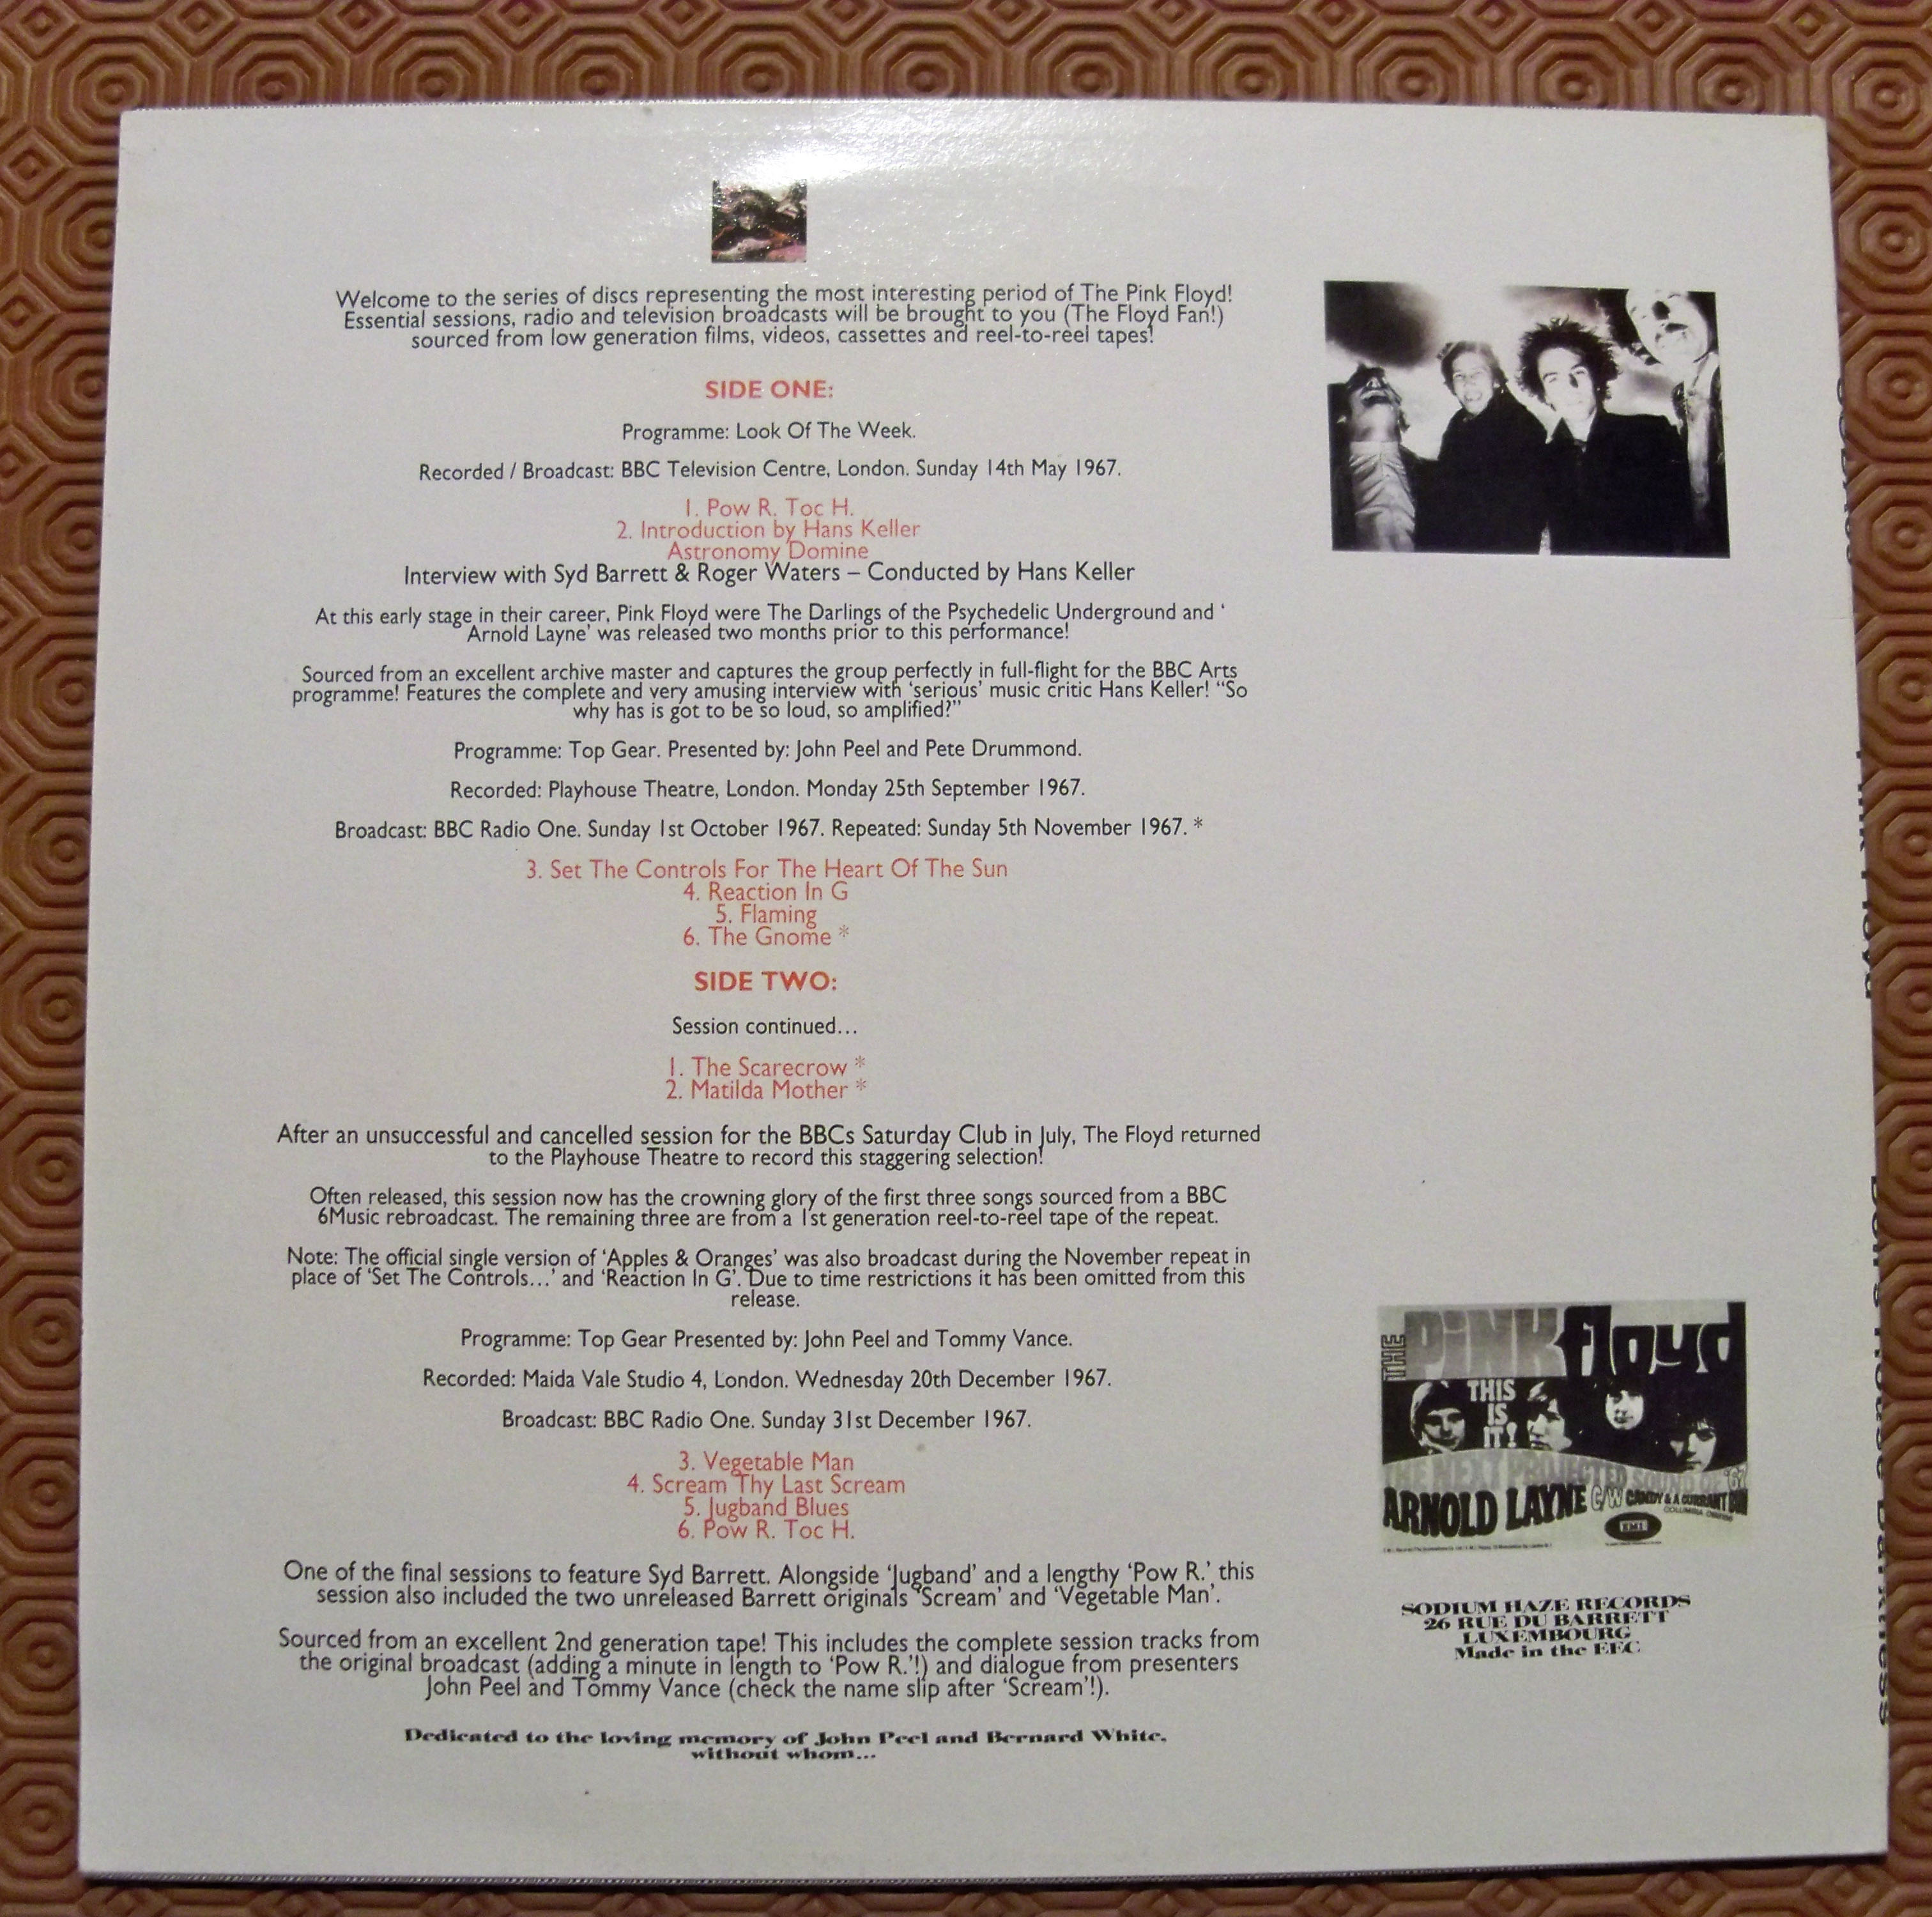 Welcome to the series of discs representing the most interesting period of The Pink Floyd!
Essential sessions, radio and television broadcasts will be brought to you (The Floyd Fan!)
sourced from low generation films, videos, cassettes and reel-to-reel tapes!
SIDE ONE:
Programme: Look Of The Week.
Recorded / Broadcast: BBC Television Centre, London. Sunday 14th May 1967.
1. Pow R. Toc H.
2. Introduction by Hans Keller
Astronomy Domine
Interview with Syd Barrett & Roger Waters – Conducted by Hans Keller
At this early stage in their career, Pink Floyd were The Darlings of the Psychedelic Underground and ‘
Arnold Layne’ was released two months prior to this performance!
Sourced from an excellent archive master and captures the group perfectly in full-flight for the BBC Arts
programme! Features the complete and very amusing interview with ‘serious’ music critic Hans Keller! “So
why has is got to be so loud, so amplified?”
Programme: Top Gear. Presented by: John Peel and Pete Drummond.
Recorded: Playhouse Theatre, London. Monday 25th September 1967.
Broadcast: BBC Radio One. Sunday 1st October 1967. Repeated: Sunday 5th November 1967. *
3. Set The Controls For The Heart Of The Sun
4. Reaction In G
5. Flaming
6. The Gnome *
SIDE TWO:
Session continued...
1. The Scarecrow *
2. Matilda Mother *
After an unsuccessful and cancelled session for the BBCs Saturday Club in July, The Floyd returned
to the Playhouse Theatre to record this staggering selection!
Often released, this session now has the crowning glory of the first three songs sourced from a BBC
6Music rebroadcast. The remaining three are from a 1st generation reel-to-reel tape of the repeat.
Note: The official single version of ‘Apples & Oranges’ was also broadcast during the November repeat in
place of ‘Set The Controls...’ and ‘Reaction In G’. Due to time restrictions it has been omitted from this
release.
Programme: Top Gear Presented by: John Peel and Tommy Vance.
Recorded: Maida Vale Studio 4, London. Wednesday 20th December 1967.
Broadcast: BBC Radio One. Sunday 31st December 1967.
3. Vegetable Man
4. Scream Thy Last Scream
5. Jugband Blues
6. Pow R. Toc H.
One of the final sessions to feature Syd Barrett. Alongside ‘Jugband’ and a lengthy ‘Pow R.’ this
session also included the two unreleased Barrett originals ‘Scream’ and ‘Vegetable Man’.
Sourced from an excellent 2nd generation tape! This includes the complete session tracks from
the original broadcast (adding a minute in length to ‘Pow R.’!) and dialogue from presenters
John Peel and Tommy Vance (check the name slip after ‘Scream’!).
Dedicated to the loving memory of John Peel and Bernard White,
without whom...
THE PINK floyd
THIS
IS
IT!
THE NEXT PROJECTED SOUND OF '67
ARNOLD LAYNE C/W CANDY & A CURRANT BUN
EMI
SODIUM HAZE RECORDS
26 RUE DU BARRETT
LUXEMBOURG
Made in the EEC
Pink Floyd
Darkness